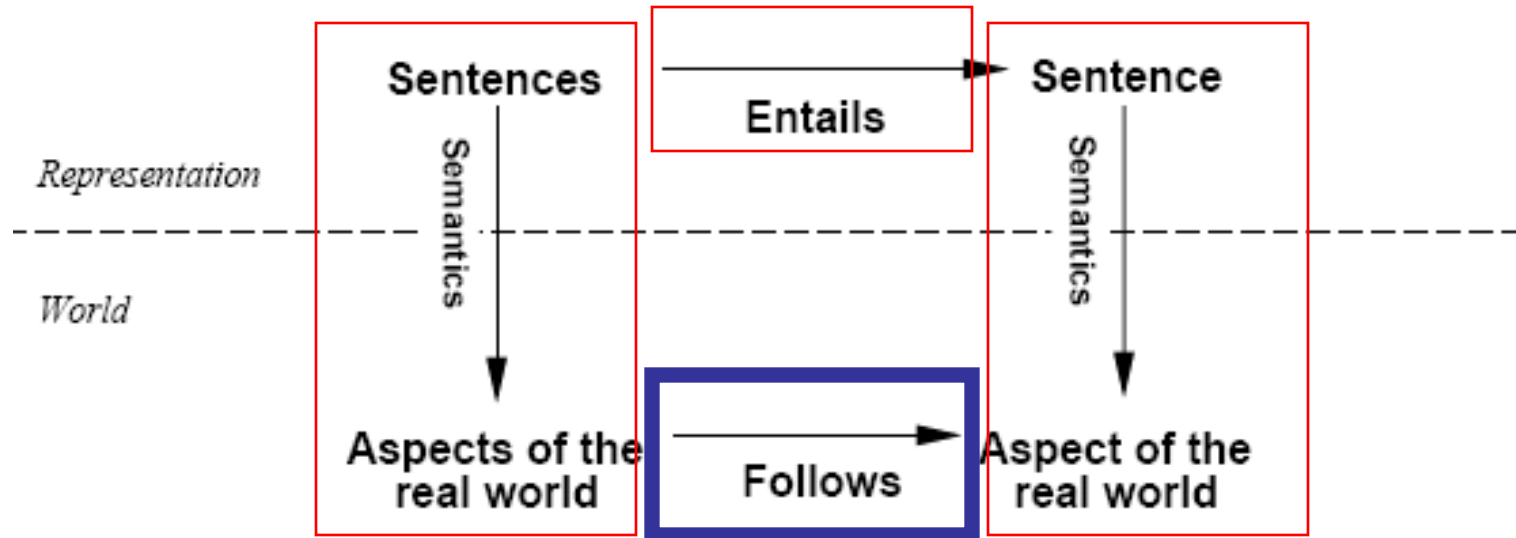 Sentences
Entails
Sentence
Representation
Semantics
Semantics
World
Aspects of the
real world
Follows
Aspect of the
real world